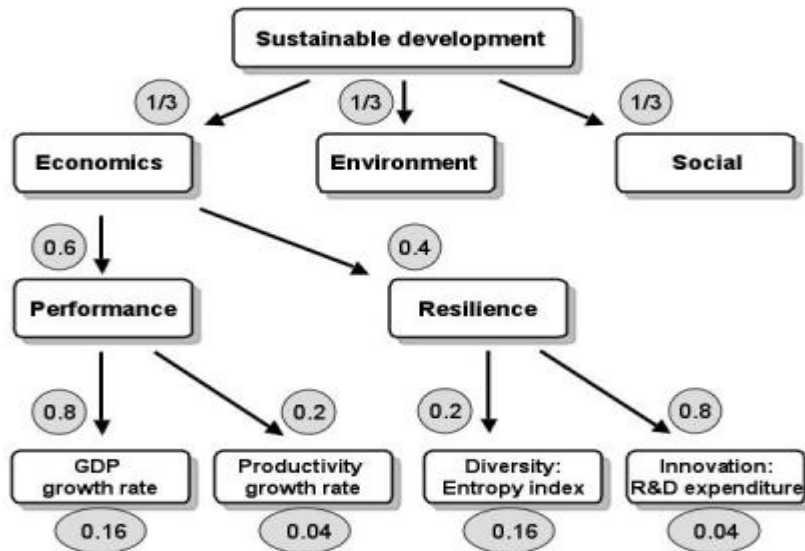 Sustainable development
1/3
1/3
1/3
Economics
Environment
Social
0.6
0.4
Performance
Resilience
0.8
0.2
0.2
0.8
GDP
growth rate
Productivity
growth rate
Diversity:
Entropy index
Innovation:
R&D expenditure
0.16
0.04
0.16
0.04